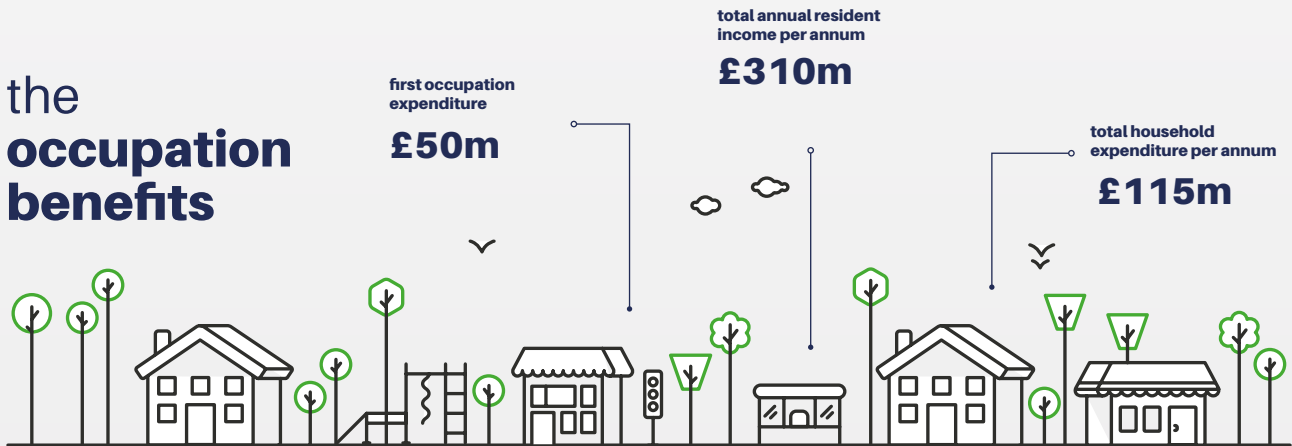 the
occupation
benefits
first occupation
expenditure
£50m
total annual resident
income per annum
£310m
total household
expenditure per annum
£115m